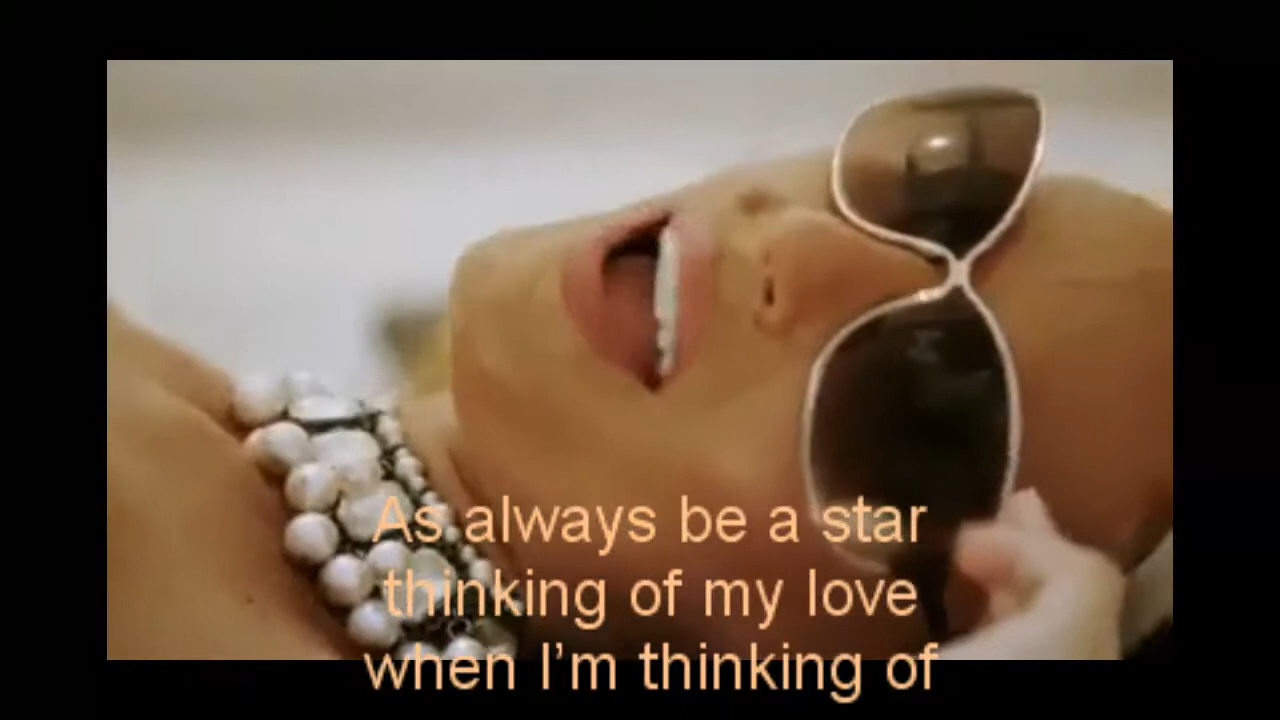 As always be a star
thinking of my love
when I'm thinking of